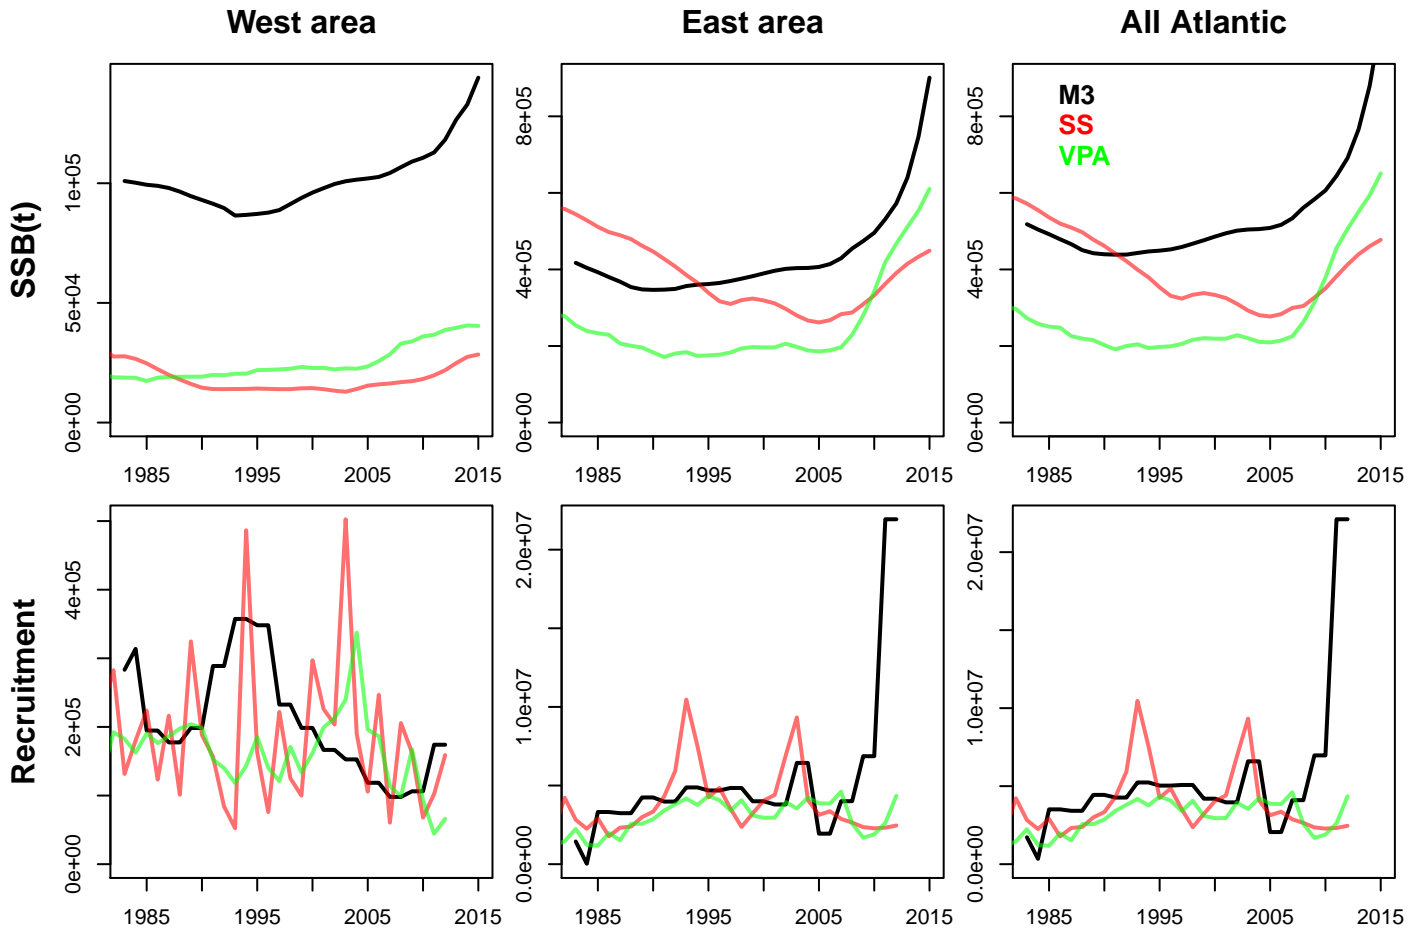 West area East area All Atlantic
SSB(t)
0e+00 5e+04 1e+05
0e+00 4e+05 8e+05
0e+00 4e+05 8e+05
M3
SS
VPA
1985 1995 2005 2015 1985 1995 2005 2015 1985 1995 2005 2015
Recruitment
0e+00 2e+05 4e+05
0.0e+00 1.0e+07 2.0e+07
0.0e+00 1.0e+07 2.0e+07
1985 1995 2005 2015 1985 1995 2005 2015 1985 1995 2005 2015